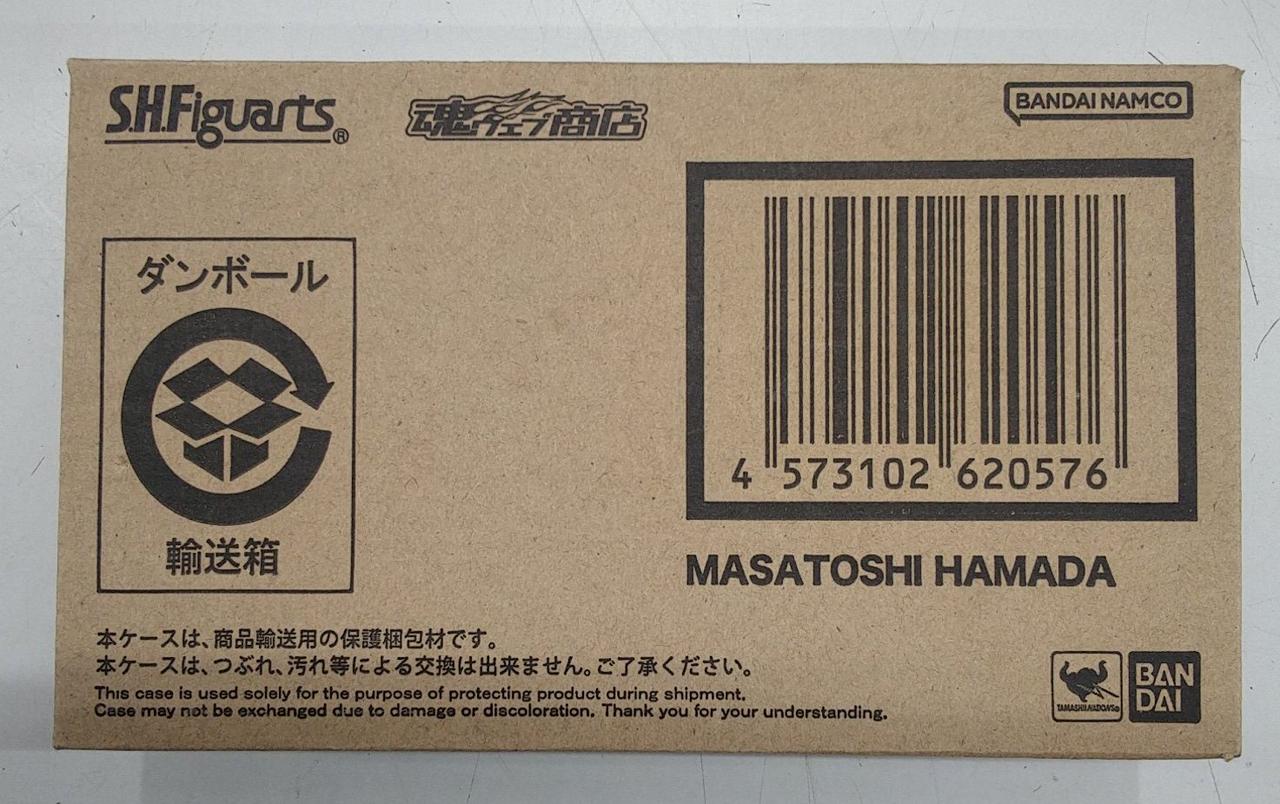 S.H.Figuarts®
魂ウェブ商店
BANDAI NAMCO
ダンボール
輸送箱
4 573102 620576
MASATOSHI HAMADA
本ケースは、商品輸送用の保護梱包材です。
本ケースは、つぶれ、汚れ等による交換は出来ません。ご了承ください。
This case is used solely for the purpose of protecting product during shipment.
Case may not be exchanged due to damage or discoloration. Thank you for your understanding.
TAMASHII NATIONS®
BAN
DAI